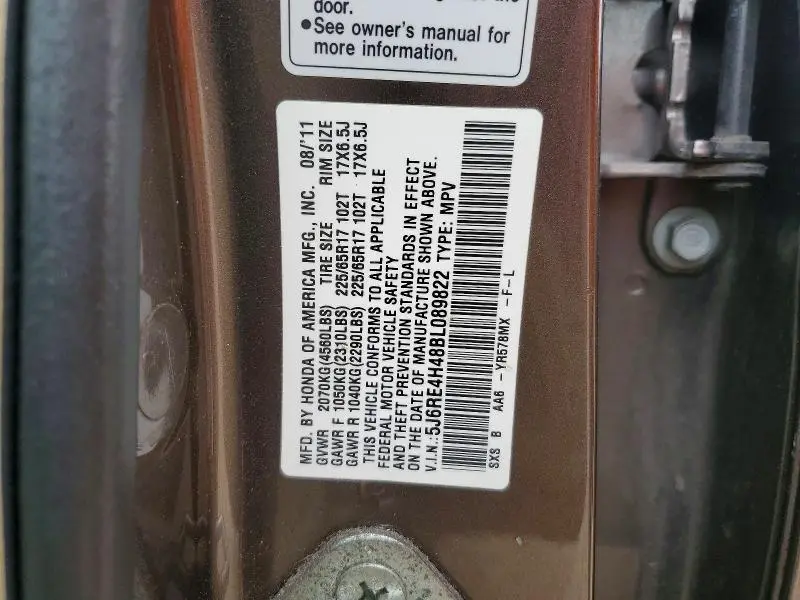 door.
●See owner's manual for
more information.
MFD. BY HONDA OF AMERICA MFG., INC. 08/'11
GVWR 2070KG(4560LBS) TIRE SIZE RIM SIZE
GAWR F 1050KG(2310LBS) 225/65R17 102T 17X6.5J
GAWR R 1040KG(2290LBS) 225/65R17 102T 17X6.5J
THIS VEHICLE CONFORMS TO ALL APPLICABLE
FEDERAL MOTOR VEHICLE SAFETY
AND THEFT PREVENTION STANDARDS IN EFFECT
ON THE DATE OF MANUFACTURE SHOWN ABOVE.
V.I.N.:5J6RE4H48BL089822 TYPE: MPV
SXS B AA6 -YR578MX -F-L